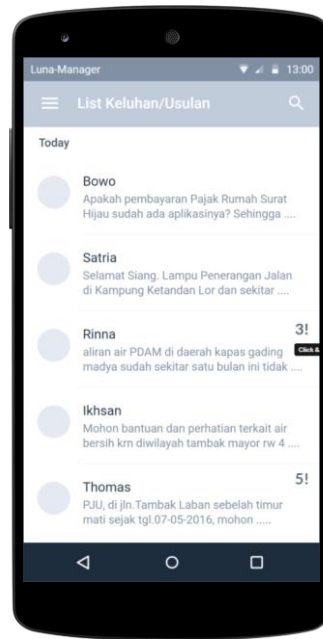 Luna-Manager 13:00
List Keluhan/Usulan
Today
Bowo
Apakah pembayaran Pajak Rumah Surat
Hijau sudah ada aplikasinya? Sehingga ....
Satria
Selamat Siang. Lampu Penerangan Jalan
di Kampung Ketandan Lor dan sekitar ....
Rinna 3!
aliran air PDAM di daerah kapas gading
Click &
madya sudah sekitar satu bulan ini tidak ....
Ikhsan
Mohon bantuan dan perhatian terkait air
bersih krn diwilayah tambak mayor rw 4 ....
Thomas 5!
PJU, di jln.Tambak Laban sebelah timur
mati sejak tgl.07-05-2016, mohon .....